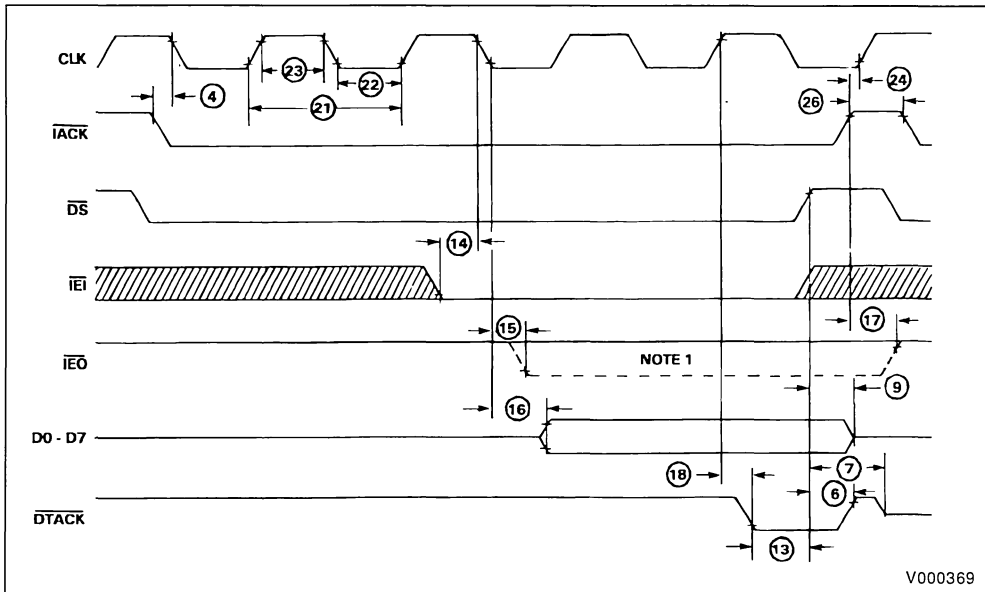 CLK
23
22
24
4
21
26
IACK
DS
14
IEI
15
17
IEO
NOTE 1
9
16
D0 - D7
7
18
6
DTACK
13
V000369